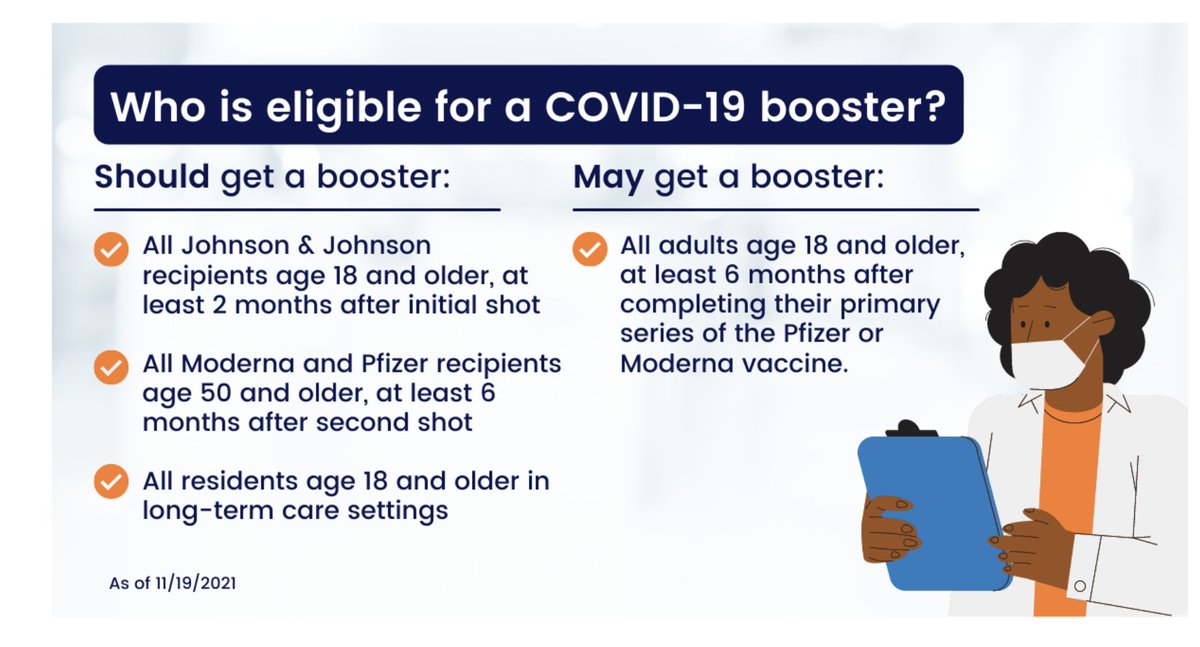 Who is eligible for a COVID-19 booster?
Should get a booster:
All Johnson & Johnson
recipients age 18 and older, at
least 2 months after initial shot
All Moderna and Pfizer recipients
age 50 and older, at least 6
months after second shot
All residents age 18 and older in
long-term care settings
May get a booster:
All adults age 18 and older,
at least 6 months after
completing their primary
series of the Pfizer or
Moderna vaccine.
As of 11/19/2021